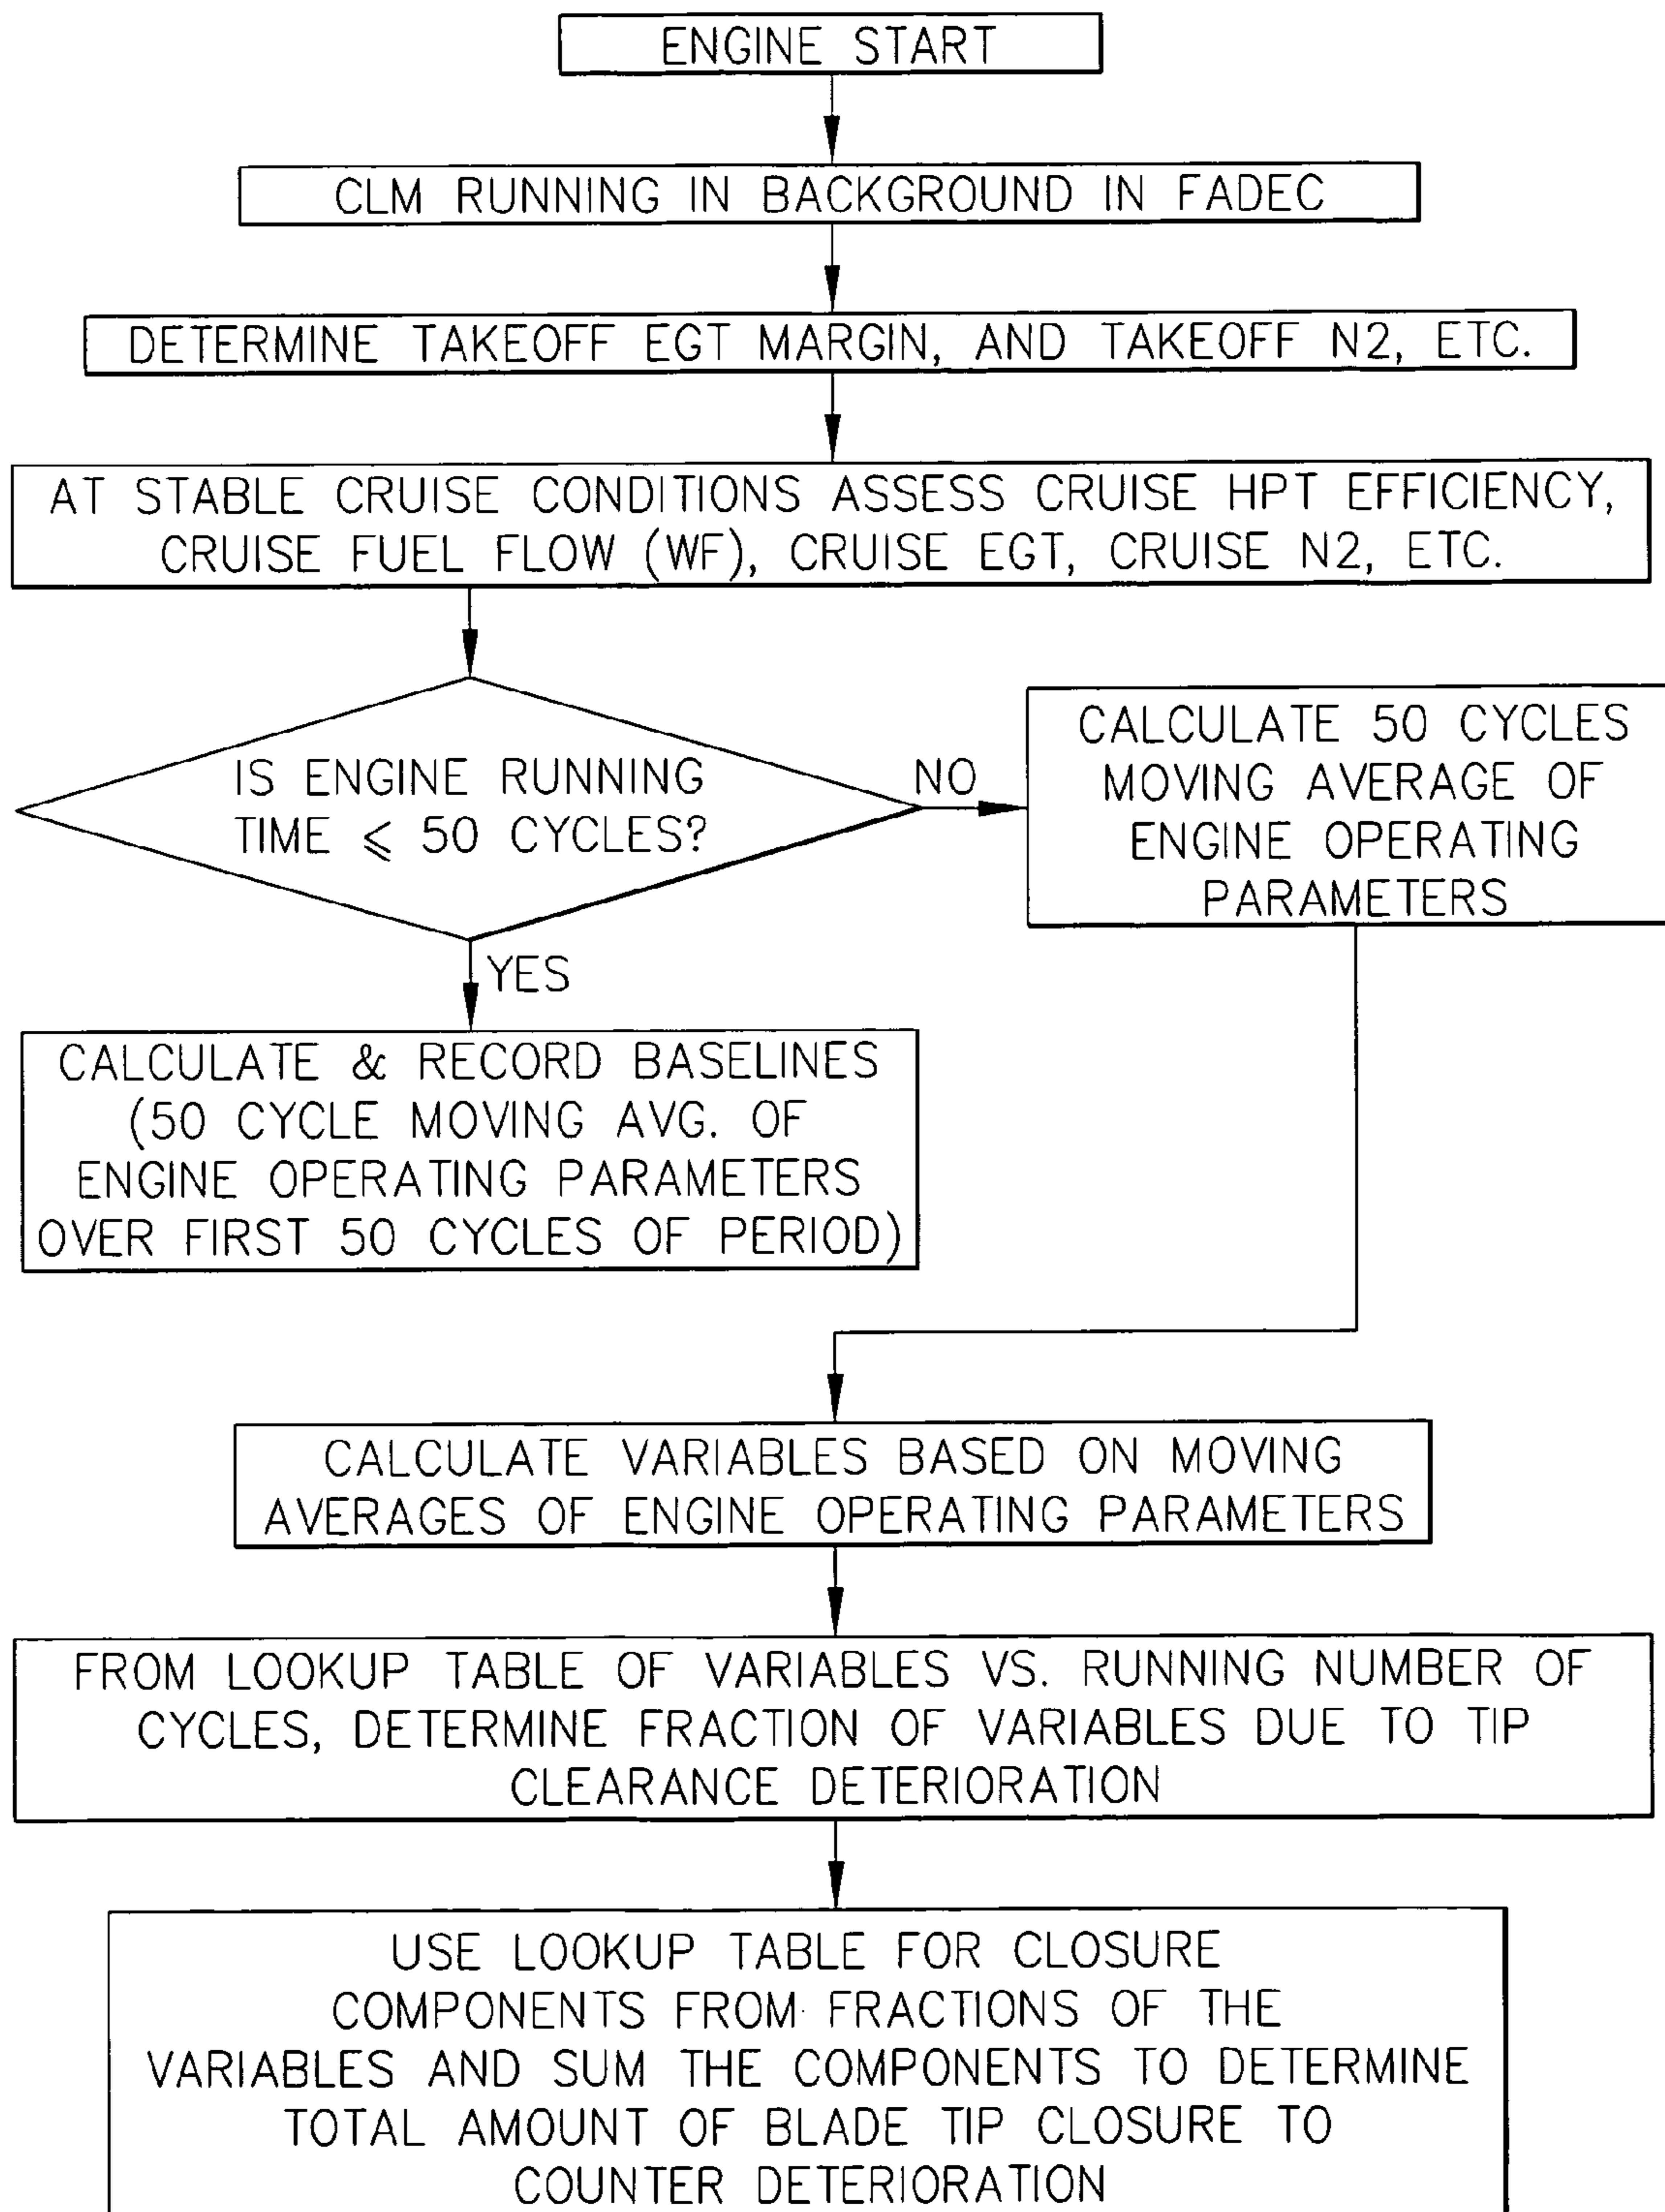 ENGINE START
CLM RUNNING IN BACKGROUND IN FADEC
DETERMINE TAKEOFF EGT MARGIN, AND TAKEOFF N2, ETC.
AT STABLE CRUISE CONDITIONS ASSESS CRUISE HPT EFFICIENCY,
CRUISE FUEL FLOW (WF), CRUISE EGT, CRUISE N2, ETC.
IS ENGINE RUNNING
TIME ⩽ 50 CYCLES?
NO
CALCULATE 50 CYCLES
MOVING AVERAGE OF
ENGINE OPERATING
PARAMETERS
YES
CALCULATE & RECORD BASELINES
(50 CYCLE MOVING AVG. OF
ENGINE OPERATING PARAMETERS
OVER FIRST 50 CYCLES OF PERIOD)
CALCULATE VARIABLES BASED ON MOVING
AVERAGES OF ENGINE OPERATING PARAMETERS
FROM LOOKUP TABLE OF VARIABLES VS. RUNNING NUMBER OF
CYCLES, DETERMINE FRACTION OF VARIABLES DUE TO TIP
CLEARANCE DETERIORATION
USE LOOKUP TABLE FOR CLOSURE
COMPONENTS FROM FRACTIONS OF THE
VARIABLES AND SUM THE COMPONENTS TO DETERMINE
TOTAL AMOUNT OF BLADE TIP CLOSURE TO
COUNTER DETERIORATION